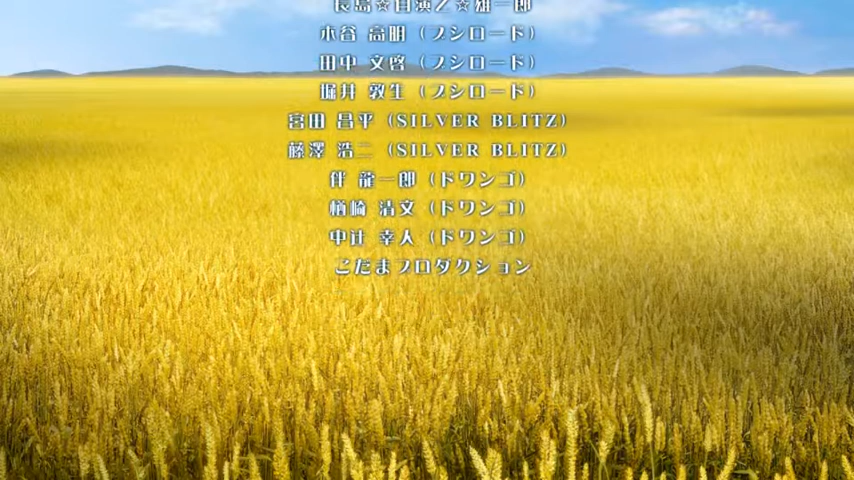 長島☆自演乙☆雄一郎
木谷 高明（ブシロード）
田中 文啓（ブシロード）
堀井 敦生（ブシロード）
宮田 昌平（SILVER BLITZ）
藤澤 浩二（SILVER BLITZ）
伴 龍一郎（ドワンゴ）
楢崎 清文（ドワンゴ）
中辻 幸人（ドワンゴ）
こだまプロダクション